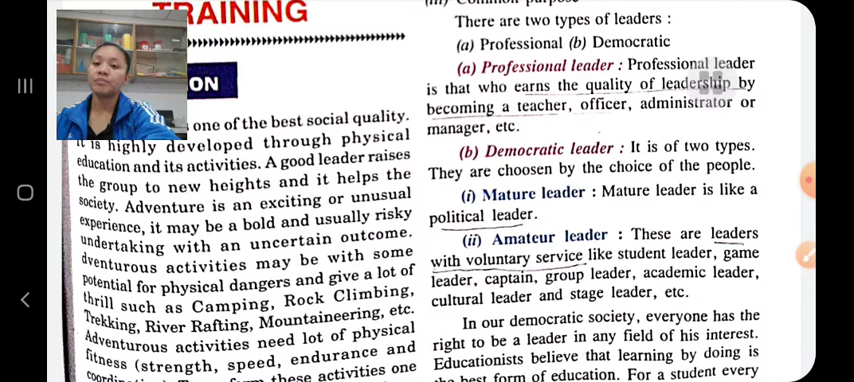 TRAINING
ON
one of the best social quality.
It is highly developed through physical
education and its activities. A good leader raises
the group to new heights and it helps the
society. Adventure is an exciting or unusual
experience, it may be a bold and usually risky
undertaking with an uncertain outcome.
dventurous activities may be with some
potential for physical dangers and give a lot of
thrill such as Camping, Rock Climbing,
Trekking, River Rafting, Mountaineering, etc.
Adventurous activities need lot of physical
fitness (strength, speed, endurance and
these activities one
There are two types of leaders :
(a) Professional (b) Democratic
(a) Professional leader : Professional leader
is that who earns the quality of leadership by
becoming a teacher, officer, administrator or
manager, etc.
(b) Democratic leader : It is of two types.
They are choosen by the choice of the people.
(i) Mature leader : Mature leader is like a
political leader.
(ii) Amateur leader : These are leaders
with voluntary service like student leader, game
leader, captain, group leader, academic leader,
cultural leader and stage leader, etc.
In our democratic society, everyone has the
right to be a leader in any field of his interest.
Educationists believe that learning by doing is
the best form of education. For a student every